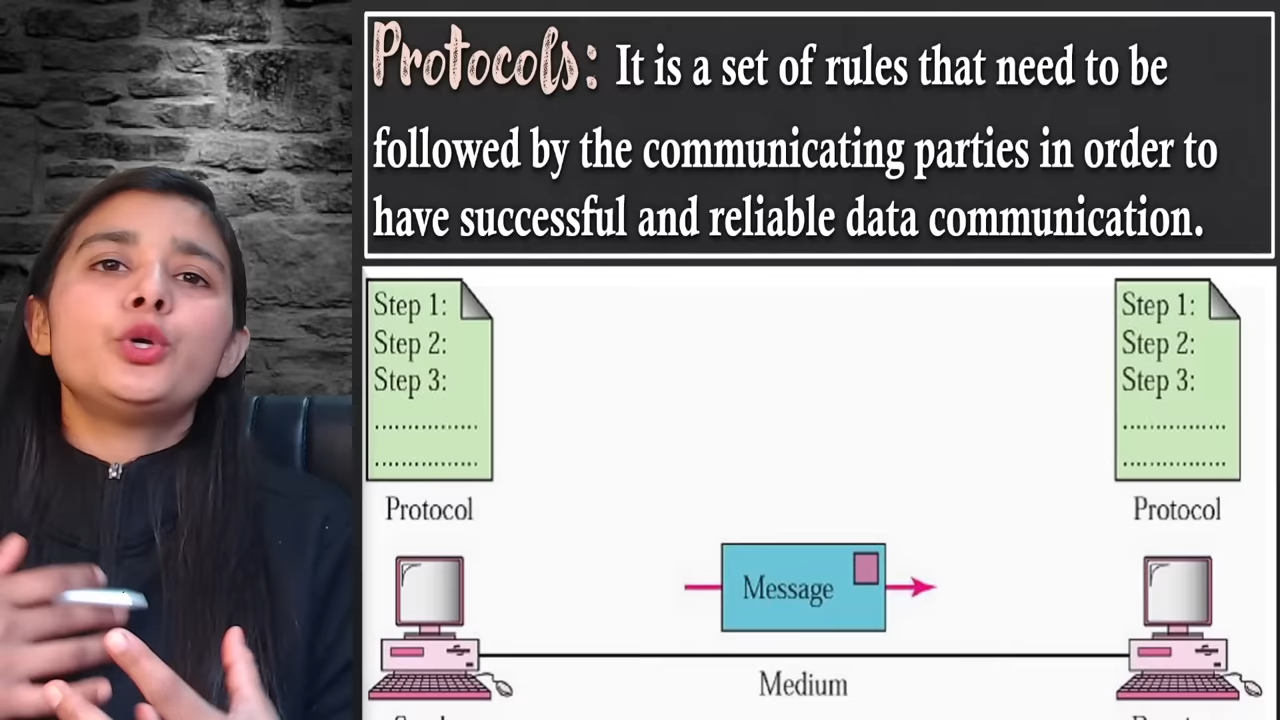 Protocols: It is a set of rules that need to be
followed by the communicating parties in order to
have successful and reliable data communication.
Step 1:
Step 2:
Step 3:
Protocol
Step 1:
Step 2:
Step 3:
Protocol
Message
Medium